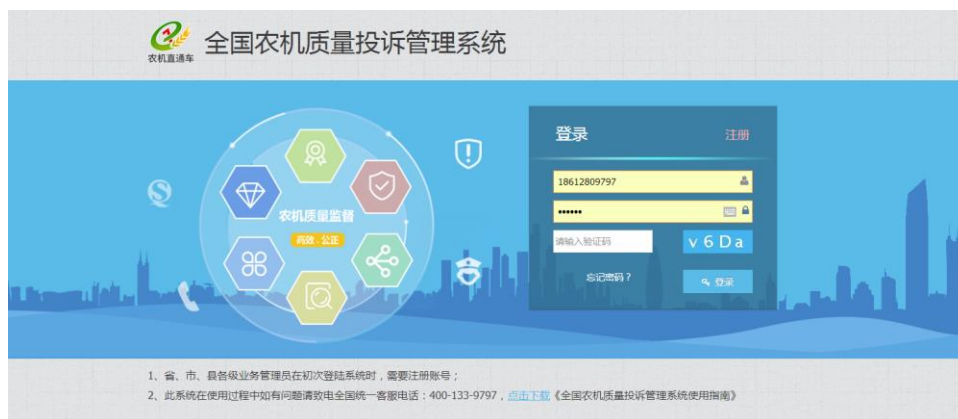 农机直通车
全国农机质量投诉管理系统
农机质量监督
高效 . 公正
登录
注册
18612809797
••••••
请输入验证码
v 6 D a
忘记密码？
登录
1、省、市、县各级业务管理员在初次登陆系统时，需要注册账号；
2、此系统在使用过程中如有问题请致电全国统一客服电话：400-133-9797，点击下载《全国农机质量投诉管理系统使用指南》